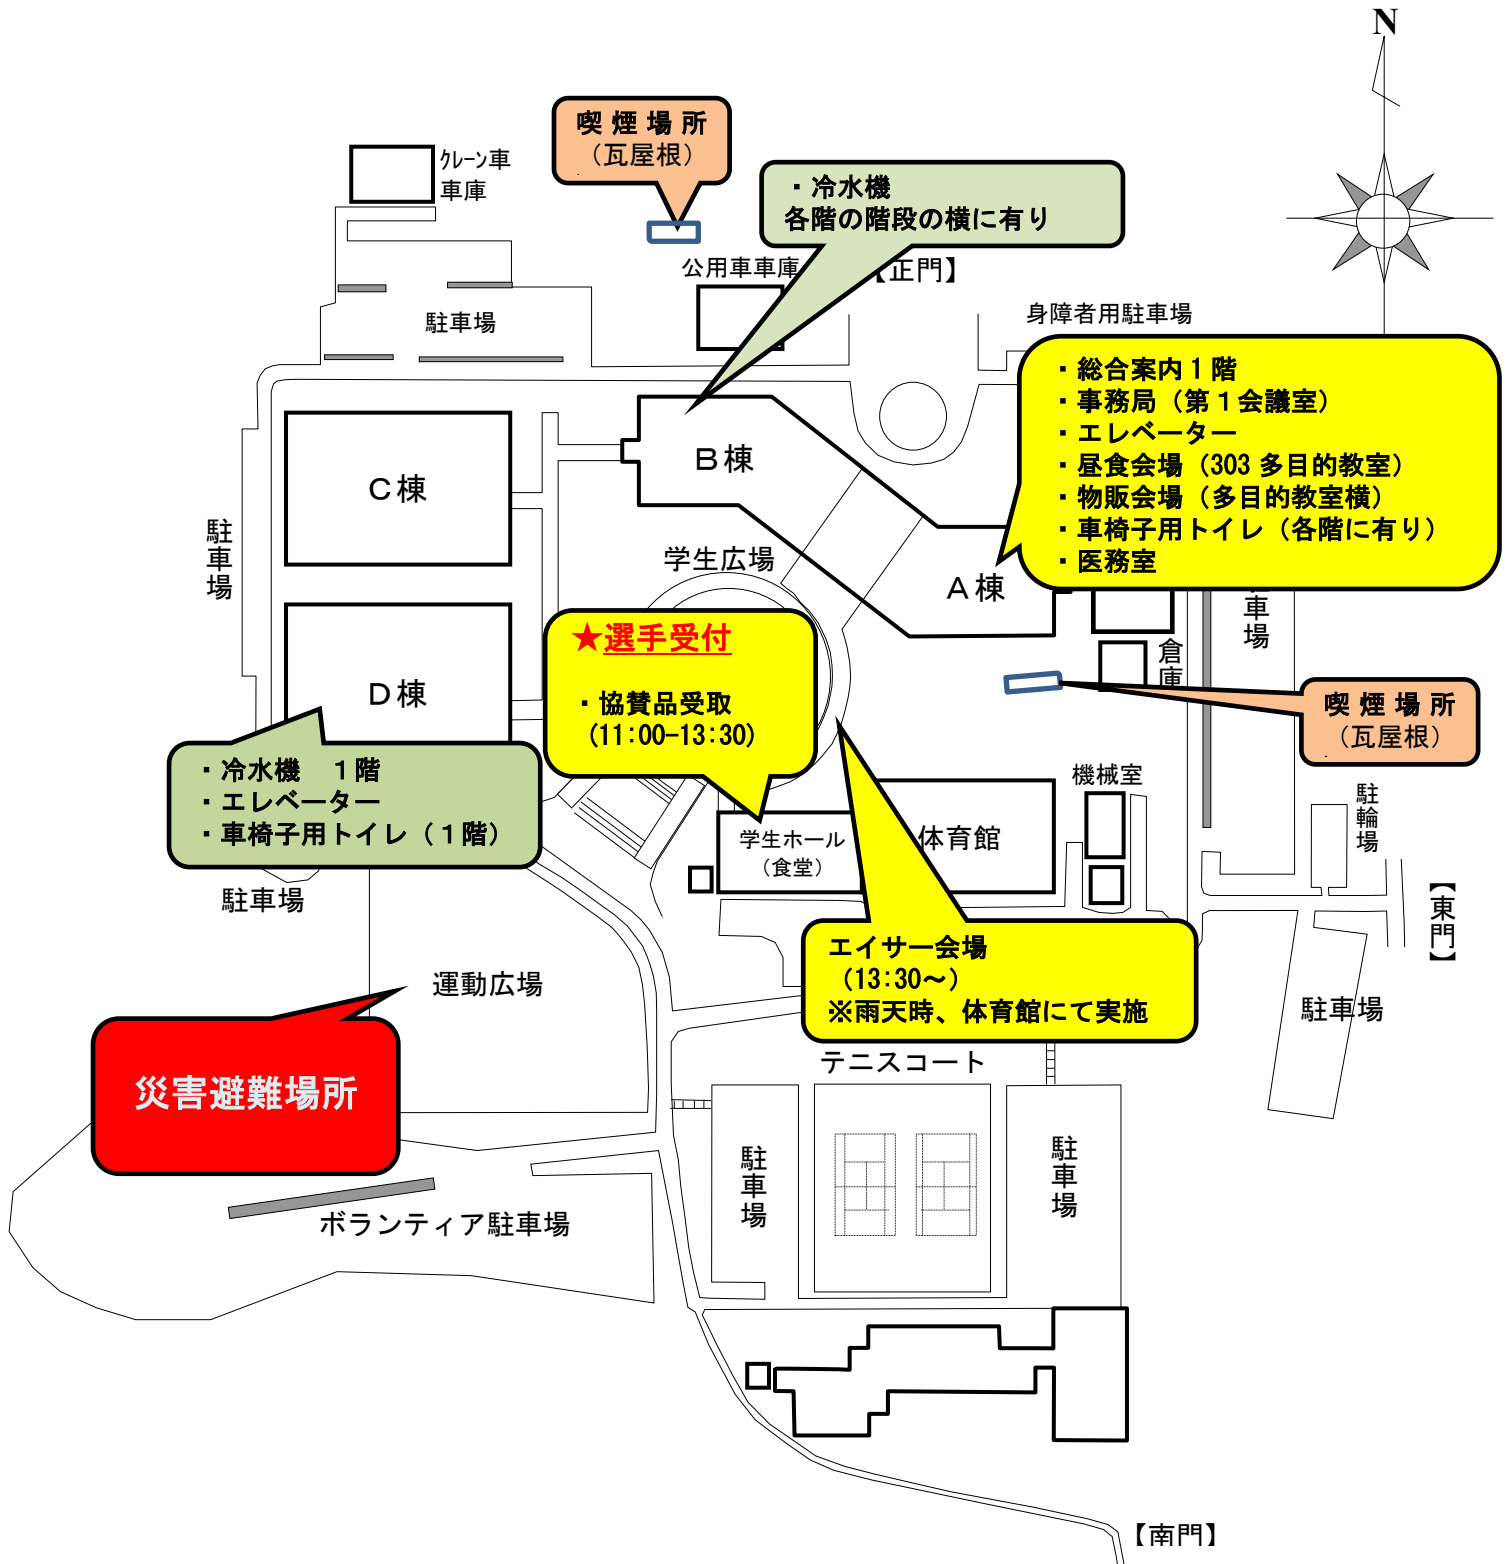 N
喫煙場所
（瓦屋根）
ｸﾚｰﾝ車
車庫
・冷水機
各階の階段の横に有り
公用車車庫
【正門】
駐車場
身障者用駐車場
・総合案内１階
・事務局（第１会議室）
・エレベーター
・昼食会場（303 多目的教室）
・物販会場（多目的教室横）
・車椅子用トイレ（各階に有り）
・医務室
Ｂ棟
Ｃ棟
駐車場
学生広場
Ａ棟
駐車場
★選手受付
・協賛品受取
(11:00-13:30)
倉庫
Ｄ棟
喫煙場所
（瓦屋根）
・冷水機　１階
・エレベーター
・車椅子用トイレ（１階）
機械室
駐輪場
学生ホール
（食堂）
体育館
駐車場
【東門】
エイサー会場
（13:30～）
※雨天時、体育館にて実施
運動広場
駐車場
災害避難場所
テニスコート
駐車場
駐車場
ボランティア駐車場
【南門】